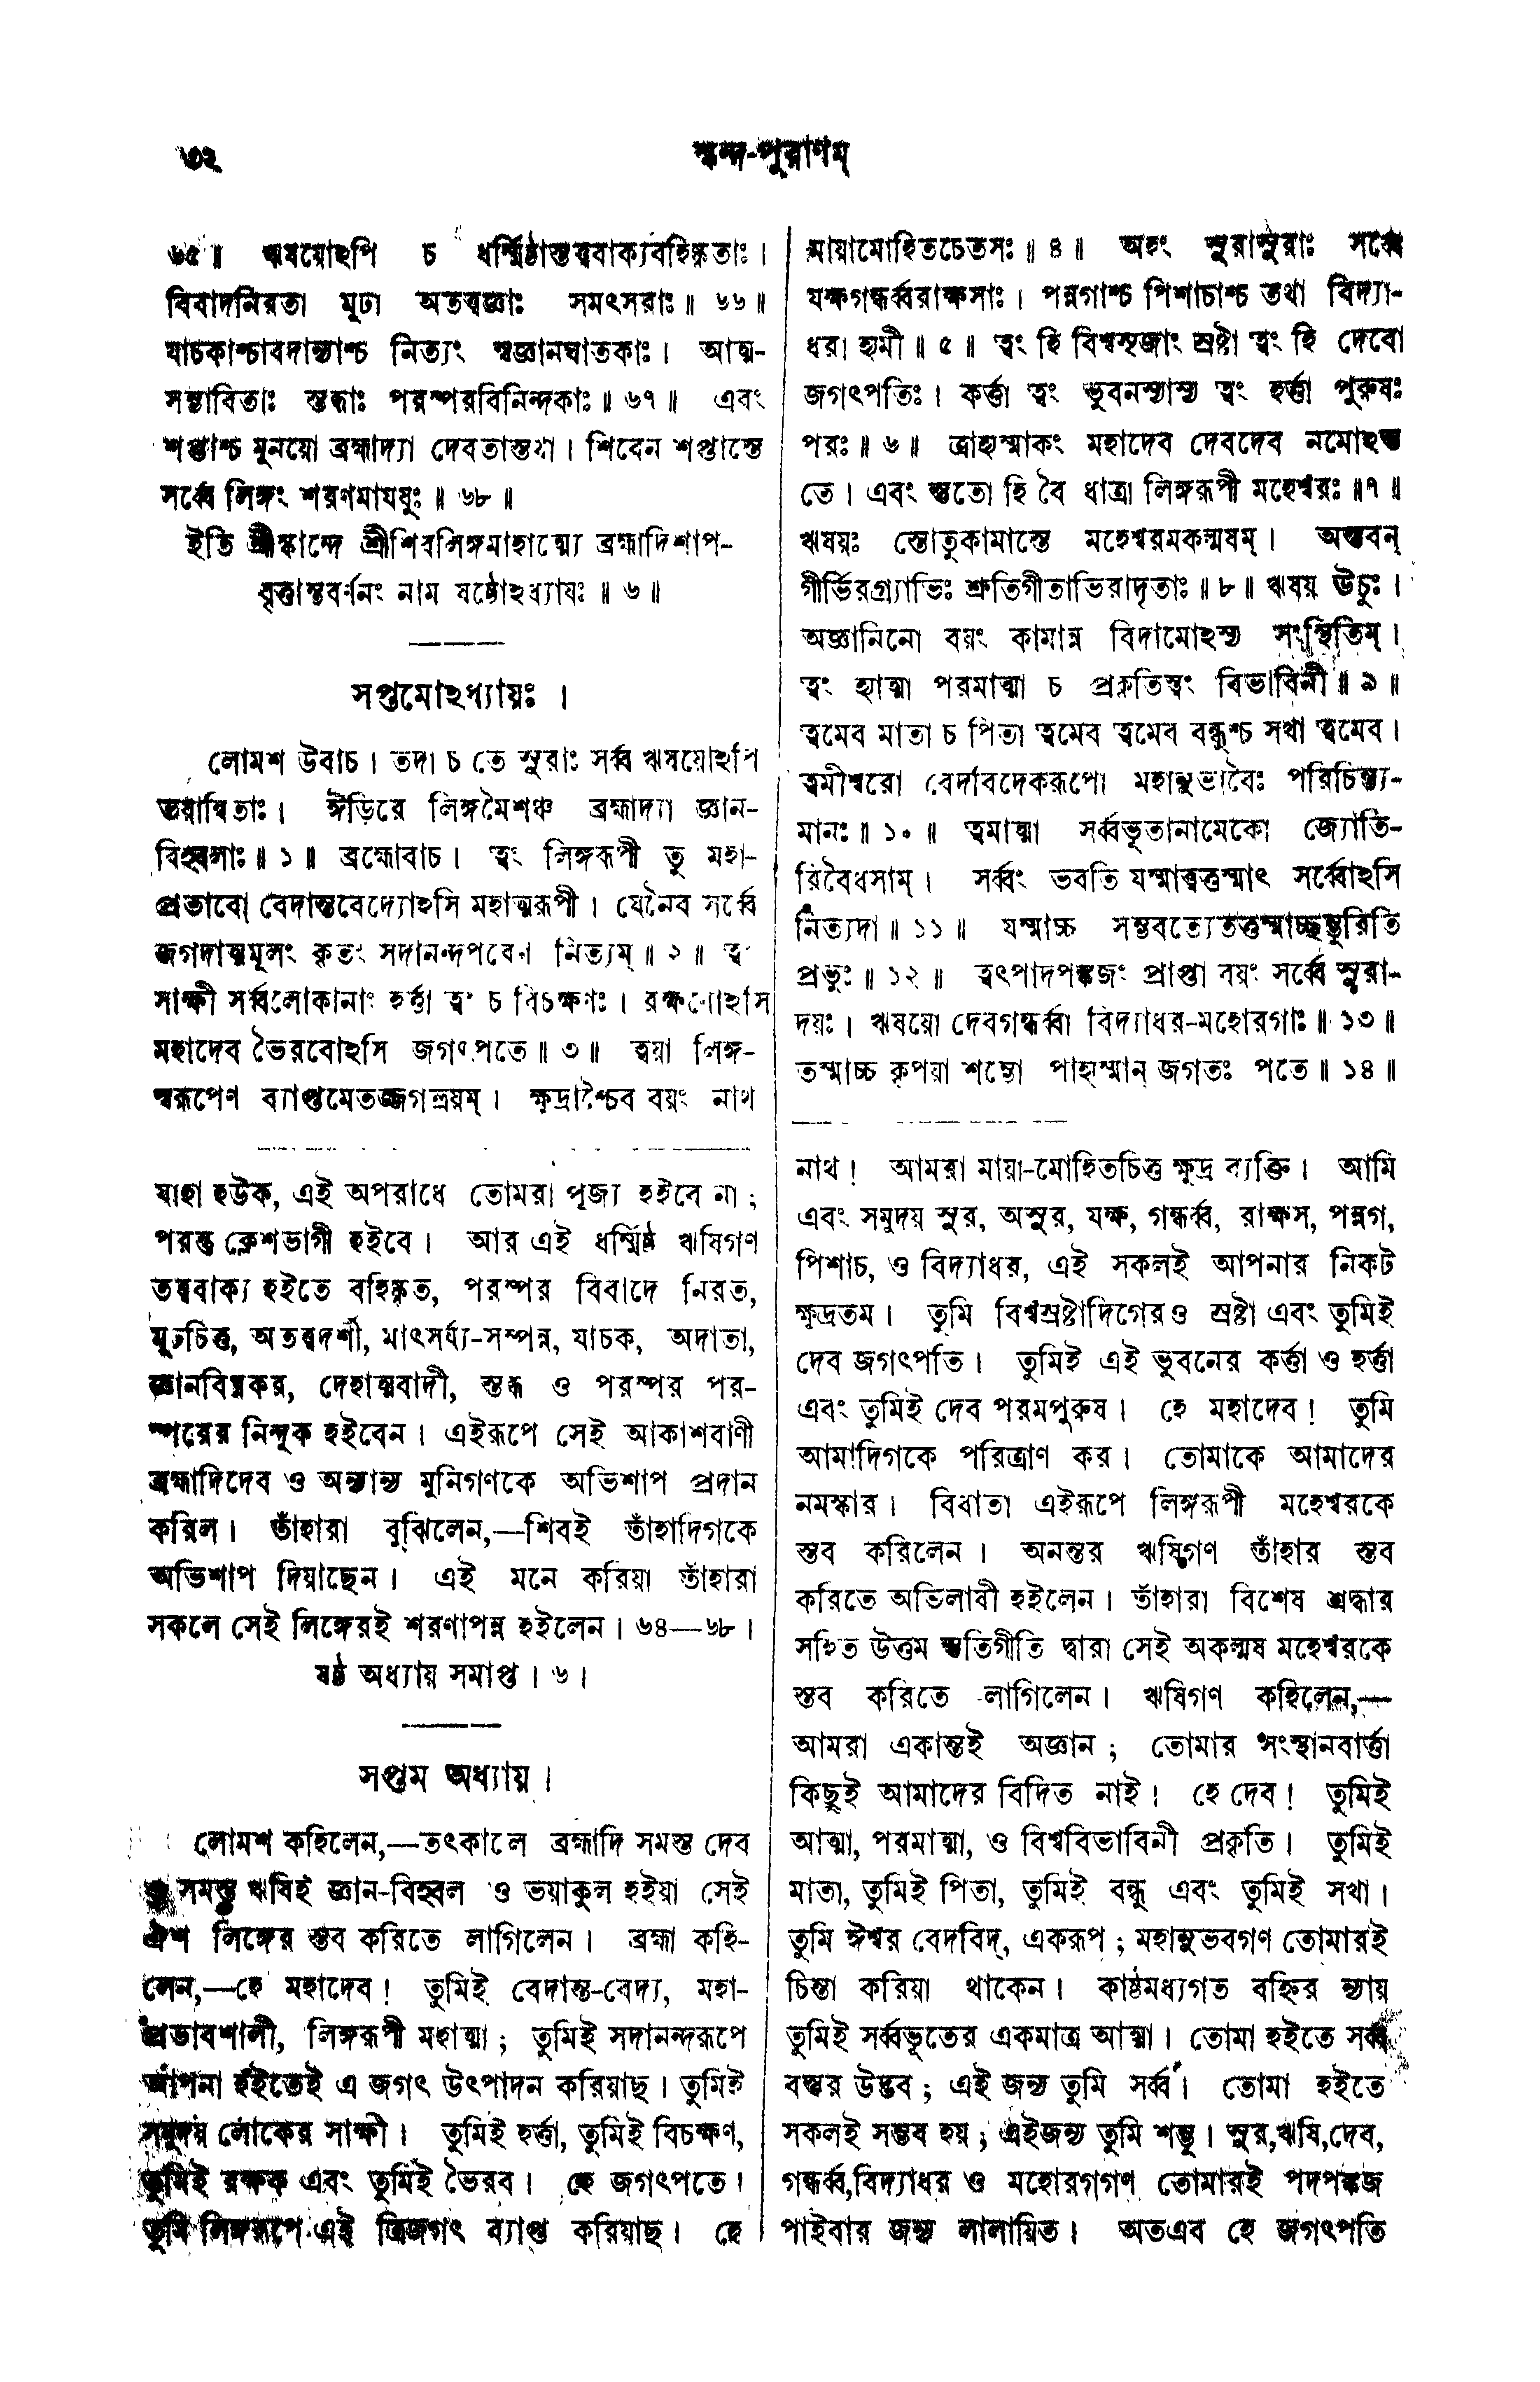 ৩২
স্কন্দ-পুরাণম্
৬৫॥ ঋষয়োঽপি চ ধর্ম্মিষ্ঠাস্তত্ত্ববাক্যবহিষ্কৃতাঃ।
বিবাদনিরতা মূঢা অতত্ত্বজ্ঞাঃ সমৎসরাঃ॥ ৬৬॥
যাচকাশ্চাবদান্যাশ্চ নিত্যং স্বজ্ঞানঘাতকাঃ। আত্ম-
সম্ভাবিতাঃ স্তব্ধাঃ পরস্পরবিনিন্দকাঃ॥ ৬৭॥ এবং
শপ্তাশ্চ মুনয়ো ব্রহ্মাদ্যা দেবতাস্তথা। শিবেন শপ্তাস্তে
সর্ব্বে লিঙ্গং শরণমাযযুঃ॥ ৬৮॥
ইতি শ্রীস্কান্দে শ্রীশিবলিঙ্গমাহাত্ম্যে ব্রহ্মাদিশাপ-
বৃত্তান্তবর্ণনং নাম ষষ্ঠোঽধ্যায়ঃ॥ ৬॥
সপ্তমোঽধ্যায়ঃ।
লোমশ উবাচ। তদা চ তে সুরাঃ সর্ব্ব ঋষয়োঽপি
ভয়ান্বিতাঃ। ঈড়িরে লিঙ্গমৈশঞ্চ ব্রহ্মাদ্যা জ্ঞান-
বিহ্বলাঃ॥ ১॥ ব্রহ্মোবাচ। ত্বং লিঙ্গরূপী তু মহা-
প্রভাবো বেদান্তবেদ্যোঽসি মহাত্মরূপী। যেনৈব সর্ব্বে
জগদাত্মমূলং কৃতং সদানন্দপরেণ নিত্যম্॥ ২॥ ত্বং
সাক্ষী সর্ব্বলোকানাং হর্ত্তা ত্বং চ বিচক্ষণঃ। রক্ষণোঽসি
মহাদেব ভৈরবোঽসি জগৎপতে॥ ৩॥ ত্বয়া লিঙ্গ-
স্বরূপেণ ব্যাপ্তমেতজ্জগত্ত্রয়ম্। ক্ষুদ্রাশ্চৈব বয়ং নাথ
মায়ামোহিতচেতসঃ॥ ৪॥ অহং সুরাসুরাঃ সর্ব্বে
যক্ষগন্ধর্ব্বরাক্ষসাঃ। পন্নগাশ্চ পিশাচাশ্চ তথা বিদ্যা-
ধরা হ্যমী॥ ৫॥ ত্বং হি বিশ্বসৃজাং স্রষ্টা ত্বং হি দেবো
জগৎপতিঃ। কর্ত্তা ত্বং ভুবনস্যাস্য ত্বং হর্ত্তা পুরুষঃ
পরঃ॥ ৬॥ ত্রাহ্যস্মাকং মহাদেব দেবদেব নমোঽস্তু
তে। এবং স্তুতো হি বৈ ধাত্রা লিঙ্গরূপী মহেশ্বরঃ॥৭॥
ঋষয়ঃ স্তোতুকামাস্তে মহেশ্বরমকল্মষম্। অস্তুবন্
গীর্ভিরগ্র্যাভিঃ শ্রুতিগীতাভিরাদৃতাঃ॥৮॥ ঋষয় ঊচুঃ।
অজ্ঞানিনো বয়ং কামান্ন বিদামোঽস্য সংস্থিতিম্।
ত্বং হ্যাত্মা পরমাত্মা চ প্রকৃতিস্ত্বং বিভাবিনী॥ ৯॥
ত্বমেব মাতা চ পিতা ত্বমেব ত্বমেব বন্ধুশ্চ সখা ত্বমেব।
ত্বমীশ্বরো বেদবিদেকরূপো মহানুভাবৈঃ পরিচিন্ত্য-
মানঃ॥ ১০॥ ত্বমাত্মা সর্ব্বভূতানামেকো জ্যোতি-
রিবৈধসাম্। সর্ব্বং ভবতি যস্মাত্ত্বত্তস্মাৎ সর্ব্বোঽসি
নিত্যদা॥ ১১॥ যস্মাচ্চ সম্ভবত্যেতত্তস্মাচ্ছম্ভুরিতি
প্রভুঃ॥ ১২॥ ত্বৎপাদপঙ্কজং প্রাপ্তা বয়ং সর্ব্বে সুরা-
দয়ঃ। ঋষয়ো দেবগন্ধর্ব্বা বিদ্যাধর-মহোরগাঃ॥ ১৩॥
তস্মাচ্চ কৃপয়া শম্ভো পাহ্যস্মান্ জগতঃ পতে॥ ১৪॥
যাহা হউক, এই অপরাধে তোমরা পূজ্য হইবে না;
পরন্তু ক্লেশভাগী হইবে। আর এই ধর্ম্মিষ্ঠ ঋষিগণ
তত্ত্ববাক্য হইতে বহিষ্কৃত, পরস্পর বিবাদে নিরত,
মূঢচিত্ত, অতত্ত্বদর্শী, মাৎসর্য্য-সম্পন্ন, যাচক, অদাতা,
জ্ঞানবিঘ্নকর, দেহাত্মবাদী, স্তব্ধ ও পরস্পর পর-
স্পরের নিন্দুক হইবেন। এইরূপে সেই আকাশবাণী
ব্রহ্মাদিদেব ও অন্যান্য মুনিগণকে অভিশাপ প্রদান
করিল। তাঁহারা বুঝিলেন,—শিবই তাঁহাদিগকে
অভিশাপ দিয়াছেন। এই মনে করিয়া তাঁহারা
সকলে সেই লিঙ্গেরই শরণাপন্ন হইলেন। ৬৪—৬৮।
ষষ্ঠ অধ্যায় সমাপ্ত। ৬।
সপ্তম অধ্যায়।
লোমশ কহিলেন,—তৎকালে ব্রহ্মাদি সমস্ত দেব
ও সমস্ত ঋষিই জ্ঞান-বিহ্বল ও ভয়াকুল হইয়া সেই
ঐশ লিঙ্গের স্তব করিতে লাগিলেন। ব্রহ্মা কহি-
লেন,—হে মহাদেব! তুমিই বেদান্ত-বেদ্য, মহা-
প্রভাবশালী, লিঙ্গরূপী মহাত্মা; তুমিই সদানন্দরূপে
আপনা হইতেই এ জগৎ উৎপাদন করিয়াছ। তুমিই
সমুদয় লোকের সাক্ষী। তুমিই হর্ত্তা, তুমিই বিচক্ষণ,
তুমিই রক্ষক এবং তুমিই ভৈরব। হে জগৎপতে।
তুমি লিঙ্গরূপে এই ত্রিজগৎ ব্যাপ্ত করিয়াছ। হে
নাথ! আমরা মায়া-মোহিতচিত্ত ক্ষুদ্র ব্যক্তি। আমি
এবং সমুদয় সুর, অসুর, যক্ষ, গন্ধর্ব্ব, রাক্ষস, পন্নগ,
পিশাচ, ও বিদ্যাধর, এই সকলই আপনার নিকট
ক্ষুদ্রতম। তুমি বিশ্বস্রষ্টাদিগেরও স্রষ্টা এবং তুমিই
দেব জগৎপতি। তুমিই এই ভুবনের কর্ত্তা ও হর্ত্তা
এবং তুমিই দেব পরমপুরুষ। হে মহাদেব! তুমি
আমাদিগকে পরিত্রাণ কর। তোমাকে আমাদের
নমস্কার। বিধাতা এইরূপে লিঙ্গরূপী মহেশ্বরকে
স্তব করিলেন। অনন্তর ঋষিগণ তাঁহার স্তব
করিতে অভিলাষী হইলেন। তাঁহারা বিশেষ শ্রদ্ধার
সহিত উত্তম স্তুতিগীতি দ্বারা সেই অকল্মষ মহেশ্বরকে
স্তব করিতে লাগিলেন। ঋষিগণ কহিলেন,—
আমরা একান্তই অজ্ঞান; তোমার সংস্থানবার্ত্তা
কিছুই আমাদের বিদিত নাই। হে দেব! তুমিই
আত্মা, পরমাত্মা, ও বিশ্ববিভাবিনী প্রকৃতি। তুমিই
মাতা, তুমিই পিতা, তুমিই বন্ধু এবং তুমিই সখা।
তুমি ঈশ্বর বেদবিদ্, একরূপ; মহানুভবগণ তোমারই
চিন্তা করিয়া থাকেন। কাষ্ঠমধ্যগত বহ্নির ন্যায়
তুমিই সর্ব্বভূতের একমাত্র আত্মা। তোমা হইতে সর্ব্ব
বস্তুর উদ্ভব; এই জন্য তুমি সর্ব্ব। তোমা হইতে
সকলই সম্ভব হয়; এইজন্য তুমি শম্ভু। সুর,ঋষি,দেব,
গন্ধর্ব্ব,বিদ্যাধর ও মহোরগগণ তোমারই পদপঙ্কজ
পাইবার জন্য লালায়িত। অতএব হে জগৎপতি